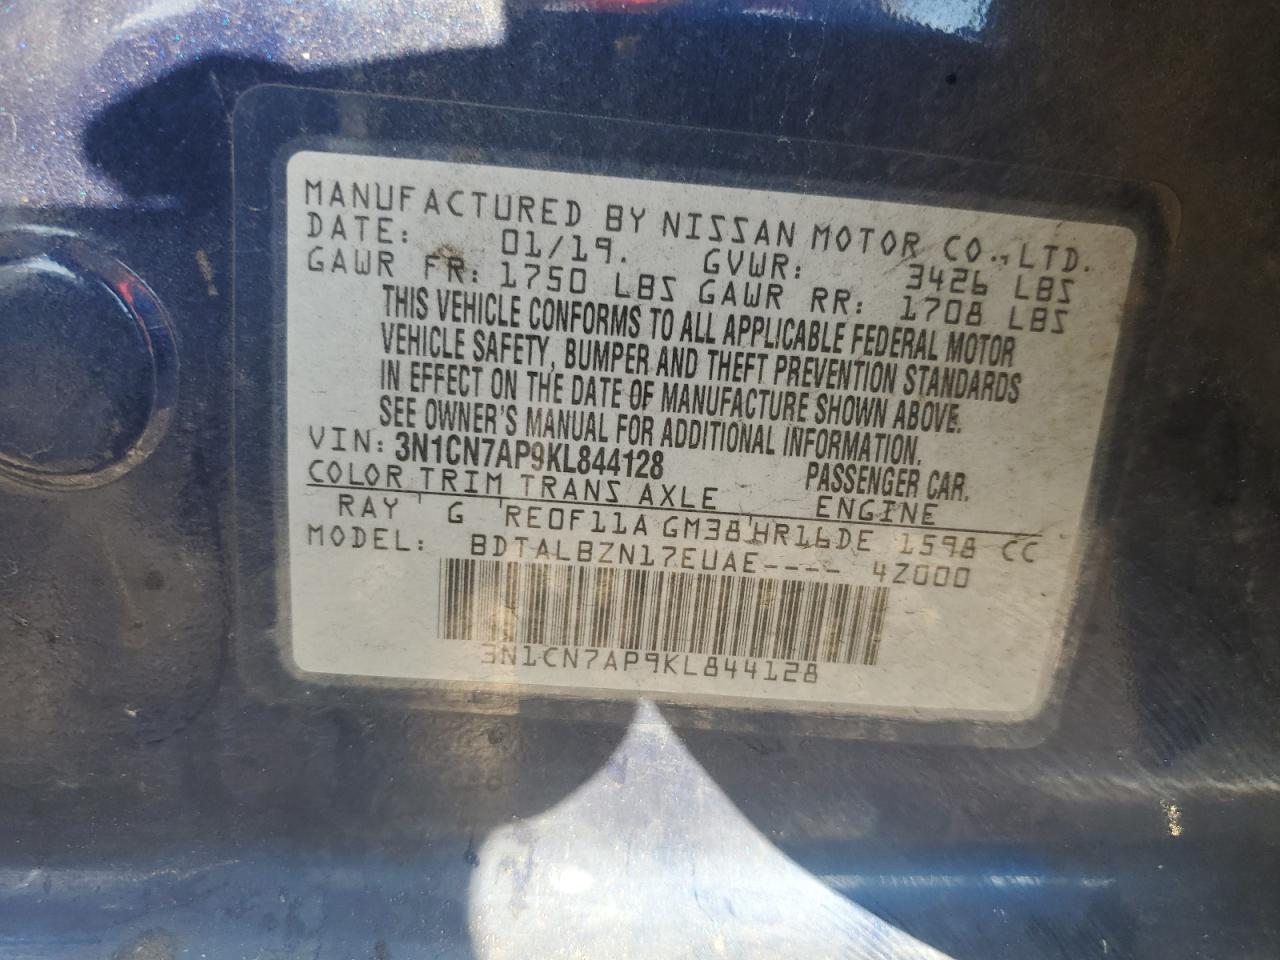 MANUFACTURED BY NISSAN MOTOR CO.,LTD.
DATE: 01/19. GVWR: 3426 LBS
GAWR FR: 1750 LBS GAWR RR: 1708 LBS
THIS VEHICLE CONFORMS TO ALL APPLICABLE FEDERAL MOTOR
VEHICLE SAFETY, BUMPER AND THEFT PREVENTION STANDARDS
IN EFFECT ON THE DATE OF MANUFACTURE SHOWN ABOVE.
SEE OWNER'S MANUAL FOR ADDITIONAL INFORMATION.
VIN: 3N1CN7AP9KL844128 PASSENGER CAR.
COLOR TRIM TRANS AXLE ENGINE
RAY G RE0F11A GM38 HR16DE 1598 CC
MODEL: BDTALBZN17EUAE---- 4Z000
3N1CN7AP9KL844128